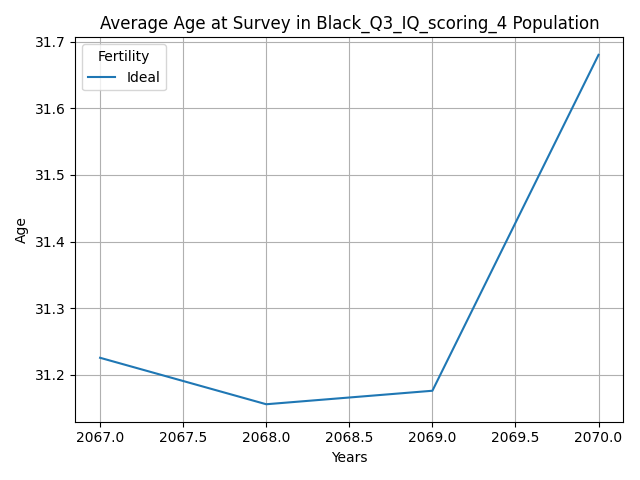 Average Age at Survey in Black_Q3_IQ_scoring_4 Population
Fertility
Ideal
31.7
31.6
31.5
31.4
31.3
31.2
Age
2067.0 2067.5 2068.0 2068.5 2069.0 2069.5 2070.0
Years